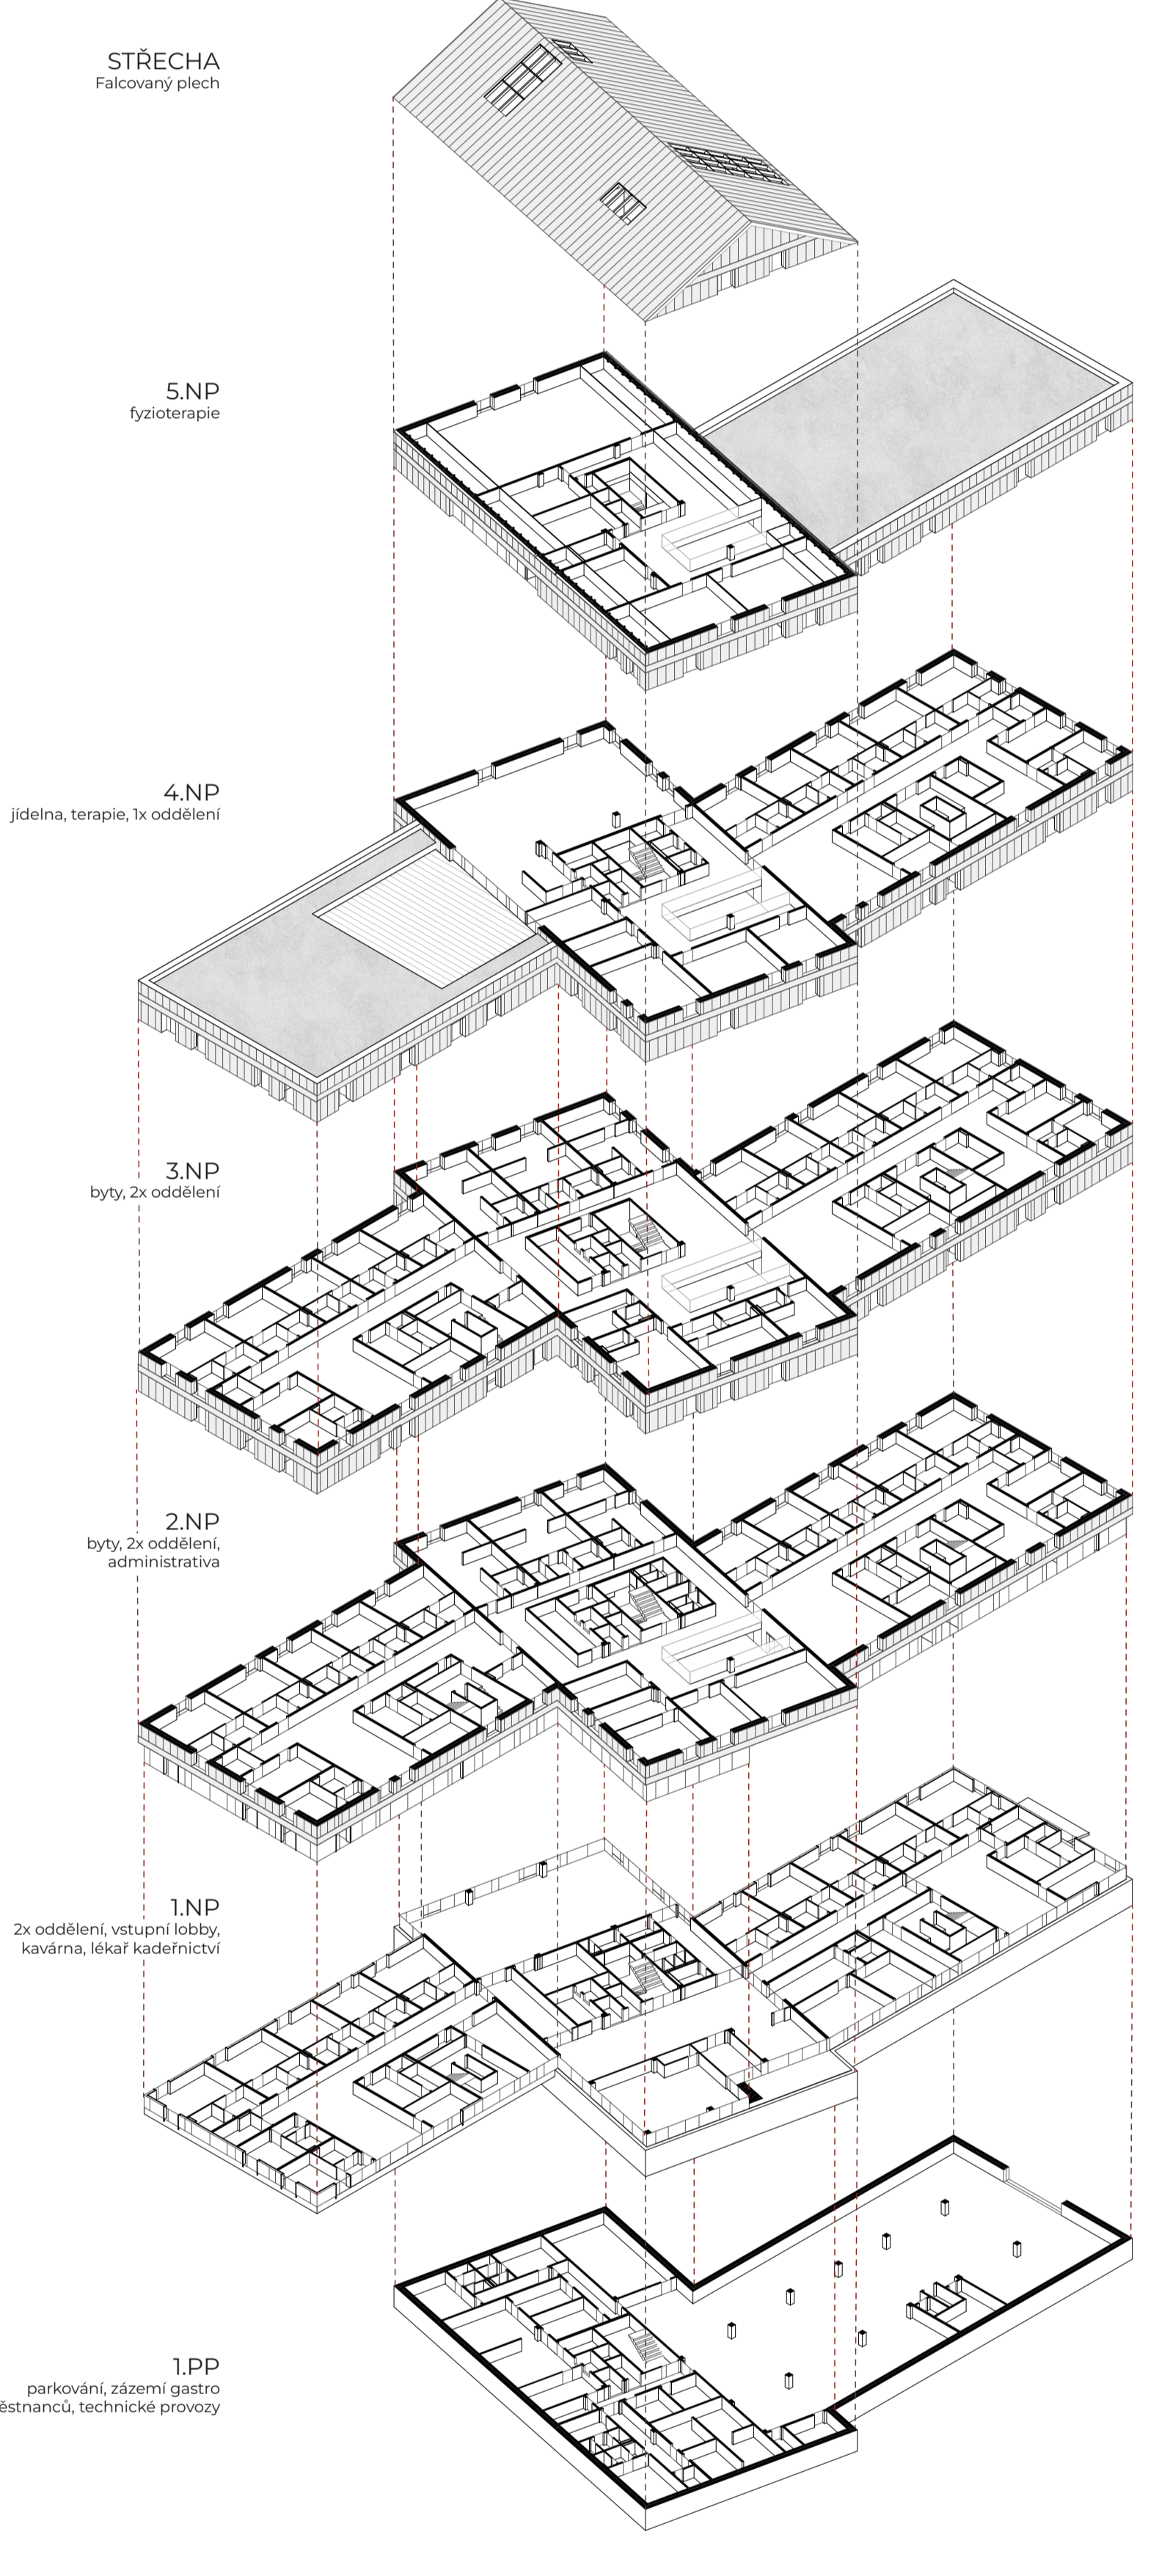 STŘECHA
Falcovaný plech
5.NP
fyzioterapie
4.NP
jídelna, terapie, 1x oddělení
3.NP
byty, 2x oddělení
2.NP
byty, 2x oddělení,
administrativa
1.NP
2x oddělení, vstupní lobby,
kavárna, lékař kadeřnictví
1.PP
parkování, zázemí gastro
technické provozy